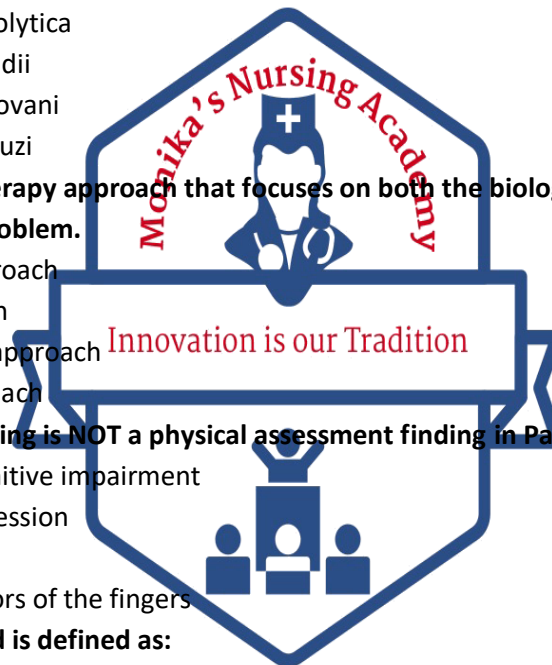 olytica
dii
ovani
uzi
Monika's Nursing Academy
erapy approach that focuses on both the biolog
oblem.
roach
n
approach
Innovation is our Tradition
ach
ing is NOT a physical assessment finding in Pa
nitive impairment
ession
ors of the fingers
d is defined as: